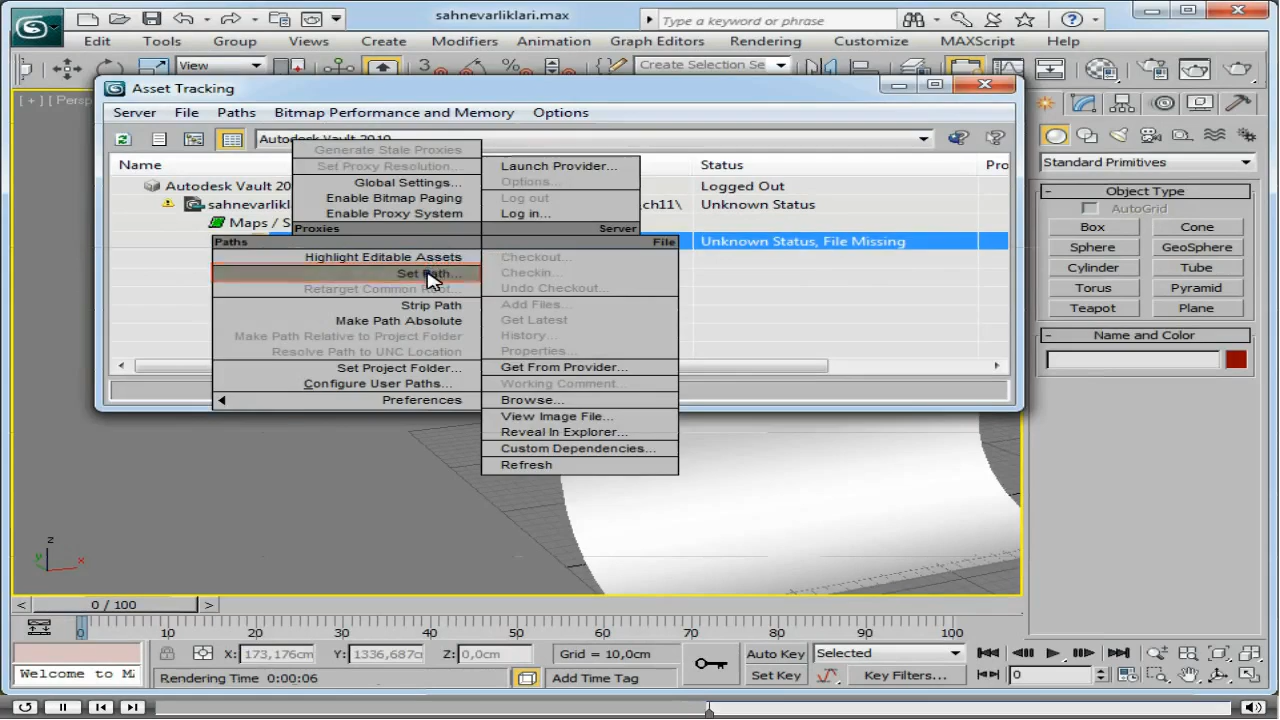 sahnevarliklari.max
Type a keyword or phrase
Edit Tools Group Views Create Modifiers Animation Graph Editors Rendering Customize MAXScript Help
View
3
Create Selection Se
[ + ] [ Persp
Asset Tracking
Server File Paths Bitmap Performance and Memory Options
Autodesk Vault 2010
Name Status Pro
Autodesk Vault 20 Logged Out
sahnevarlikl ch11\ Unknown Status
Maps / S
Unknown Status, File Missing
Generate Stale Proxies
Set Proxy Resolution...
Global Settings...
Enable Bitmap Paging
Enable Proxy System
Proxies
Launch Provider...
Options...
Log out
Log in...
Server
Paths
Highlight Editable Assets
Set Path...
Retarget Common Root...
Strip Path
Make Path Absolute
Make Path Relative to Project Folder
Resolve Path to UNC Location
Set Project Folder...
Configure User Paths...
Preferences
File
Checkout...
Checkin...
Undo Checkout...
Add Files...
Get Latest
History...
Properties...
Get From Provider...
Working Comment...
Browse...
View Image File...
Reveal In Explorer...
Custom Dependencies...
Refresh
Standard Primitives
- Object Type
AutoGrid
Box Cone
Sphere GeoSphere
Cylinder Tube
Torus Pyramid
Teapot Plane
- Name and Color
z
y x
< 0 / 100 >
0 10 20 30 40 50 60 70 80 90 100
X: 173,176cm Y: 1336,687c Z: 0,0cm Grid = 10,0cm Auto Key Selected
Welcome to MA Rendering Time 0:00:06 Add Time Tag Set Key Key Filters... 0